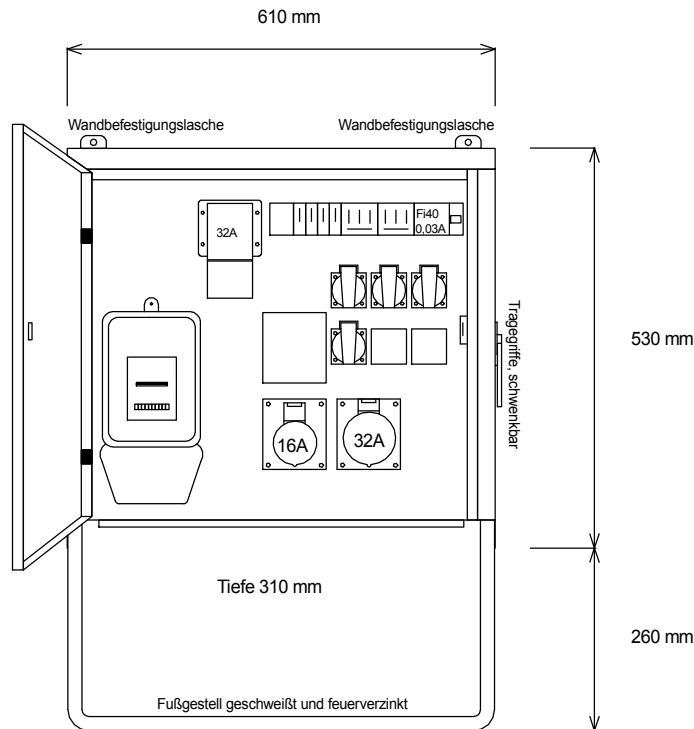 610 mm
Wandbefestigungslasche
Wandbefestigungslasche
32A
Fi40
0,03A
Tragegriffe, schwenkbar
530 mm
16A
32A
Tiefe 310 mm
260 mm
Fußgestell geschweißt und feuerverzinkt